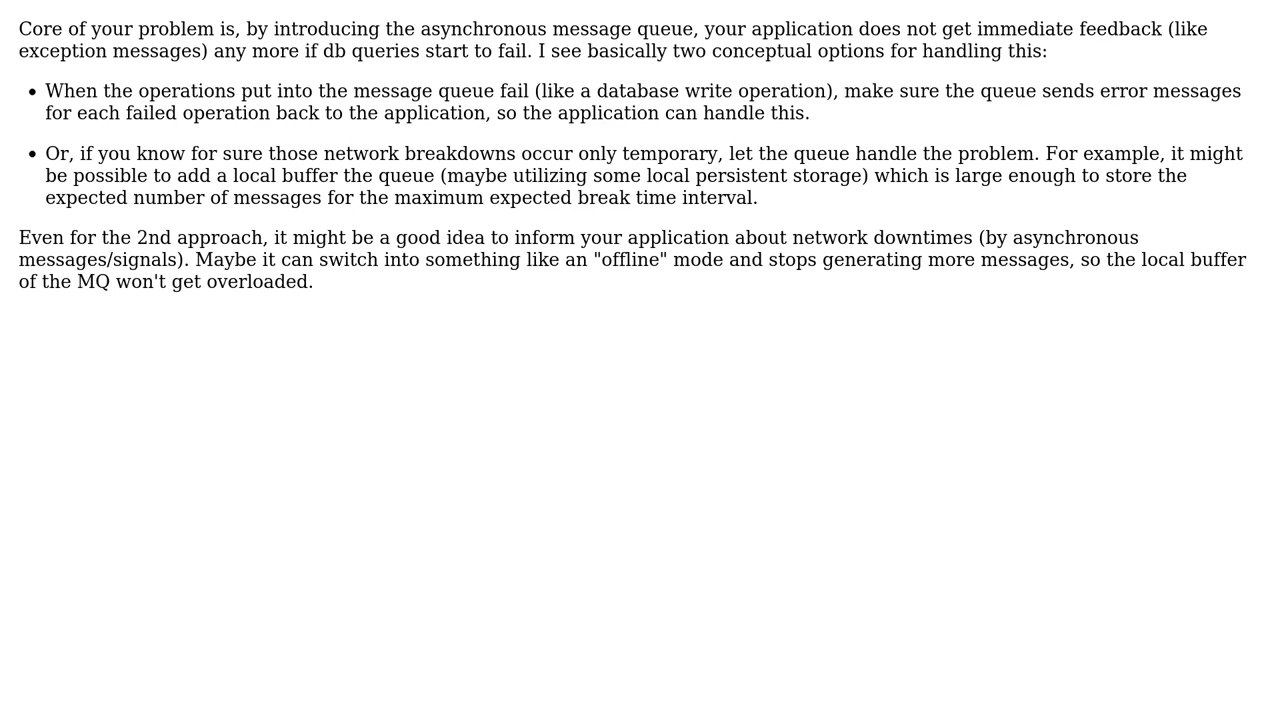 Core of your problem is, by introducing the asynchronous message queue, your application does not get immediate feedback (like
exception messages) any more if db queries start to fail. I see basically two conceptual options for handling this:
• When the operations put into the message queue fail (like a database write operation), make sure the queue sends error messages
for each failed operation back to the application, so the application can handle this.
• Or, if you know for sure those network breakdowns occur only temporary, let the queue handle the problem. For example, it might
be possible to add a local buffer the queue (maybe utilizing some local persistent storage) which is large enough to store the
expected number of messages for the maximum expected break time interval.
Even for the 2nd approach, it might be a good idea to inform your application about network downtimes (by asynchronous
messages/signals). Maybe it can switch into something like an "offline" mode and stops generating more messages, so the local buffer
of the MQ won't get overloaded.